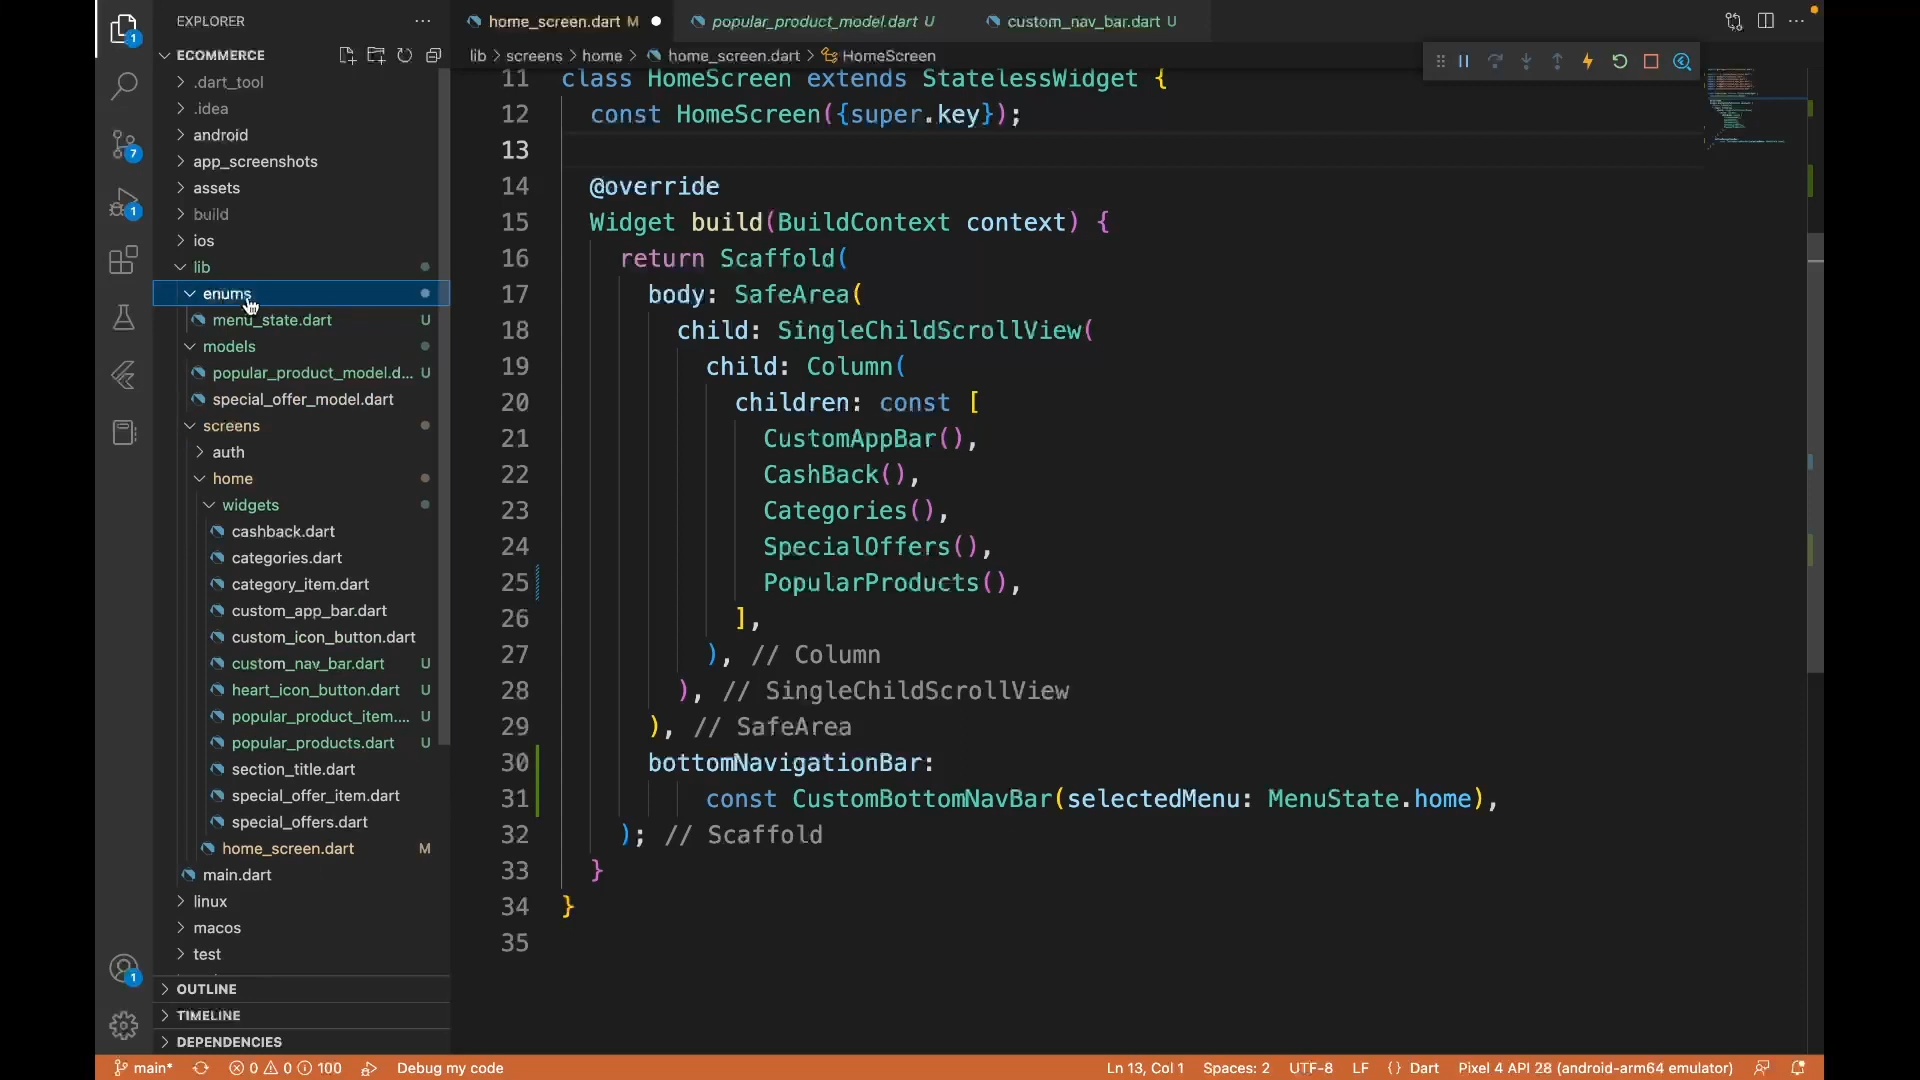 EXPLORER
home_screen.dart M
popular_product_model.dart U
custom_nav_bar.dart U
ECOMMERCE
lib > screens > home > home_screen.dart > HomeScreen
.dart_tool
.idea
android
app_screenshots
assets
build
ios
lib
enums
menu_state.dart U
models
popular_product_model.d... U
special_offer_model.dart
screens
auth
home
widgets
cashback.dart
categories.dart
category_item.dart
custom_app_bar.dart
custom_icon_button.dart
custom_nav_bar.dart U
heart_icon_button.dart U
popular_product_item.... U
popular_products.dart U
section_title.dart
special_offer_item.dart
special_offers.dart
home_screen.dart M
main.dart
linux
macos
test
OUTLINE
TIMELINE
DEPENDENCIES
1
7
1
1
11 class HomeScreen extends StatelessWidget {
12 const HomeScreen({super.key});
13
14 @override
15 Widget build(BuildContext context) {
16 return Scaffold(
17 body: SafeArea(
18 child: SingleChildScrollView(
19 child: Column(
20 children: const [
21 CustomAppBar(),
22 CashBack(),
23 Categories(),
24 SpecialOffers(),
25 PopularProducts(),
26 ],
27 ), // Column
28 ), // SingleChildScrollView
29 ), // SafeArea
30 bottomNavigationBar:
31 const CustomBottomNavBar(selectedMenu: MenuState.home),
32 ); // Scaffold
33 }
34 }
35
main* 0 0 100 Debug my code Ln 13, Col 1 Spaces: 2 UTF-8 LF {} Dart Pixel 4 API 28 (android-arm64 emulator)